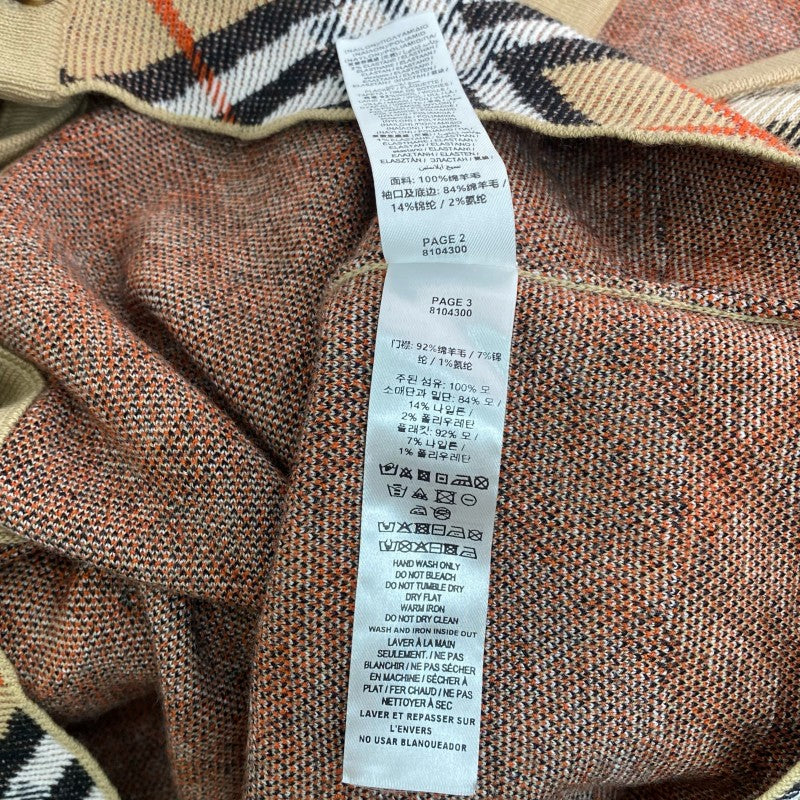 ΕΛΑΣΤΑΝΗ / ЭЛАСТАН /
面料: 100%绵羊毛
袖口及底边: 84%绵羊毛 /
14%锦纶 / 2%氨纶
PAGE 2
8104300
PAGE 3
8104300
门襟: 92%绵羊毛 / 7%锦
纶 / 1%氨纶
주된 섬유: 100% 모
소매단과 밑단: 84% 모 /
14% 나일론 /
2% 폴리우레탄
플래킷: 92% 모 /
7% 나일론 /
1% 폴리우레탄
HAND WASH ONLY
DO NOT BLEACH
DO NOT TUMBLE DRY
DRY FLAT
WARM IRON
DO NOT DRY CLEAN
WASH AND IRON INSIDE OUT
LAVER À LA MAIN
SEULEMENT. / NE PAS
BLANCHIR / NE PAS SÉCHER
EN MACHINE / SÉCHER À
PLAT / FER CHAUD / NE PAS
NETTOYER À SEC
LAVER ET REPASSER SUR
L'ENVERS
NO USAR BLANQUEADOR